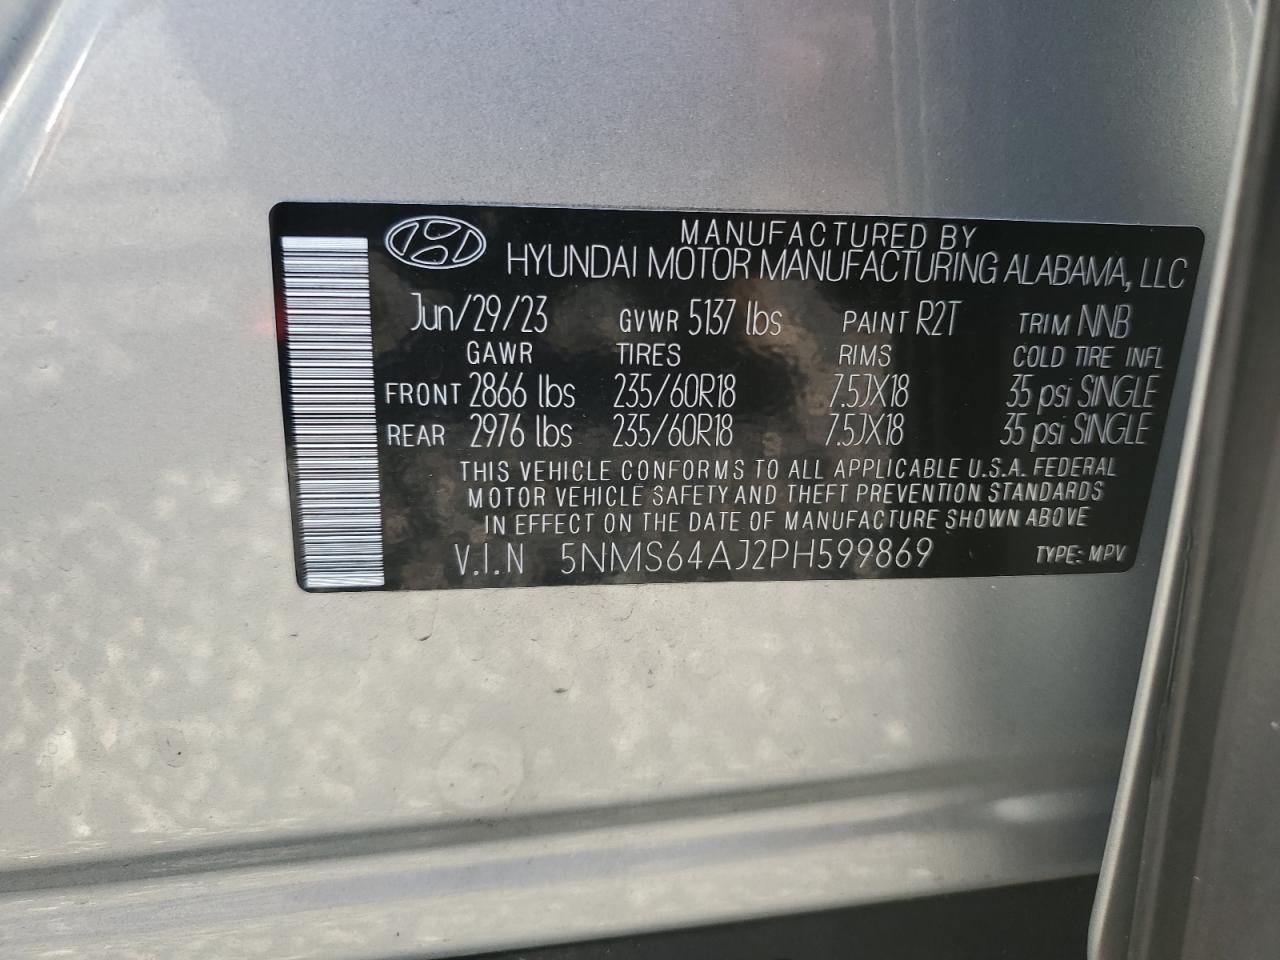 MANUFACTURED BY
HYUNDAI MOTOR MANUFACTURING ALABAMA, LLC
Jun/29/23 GVWR 5137 lbs PAINT R2T TRIM NNB
GAWR TIRES RIMS COLD TIRE INFL
FRONT 2866 lbs 235/60R18 7.5JX18 35 psi SINGLE
REAR 2976 lbs 235/60R18 7.5JX18 35 psi SINGLE
THIS VEHICLE CONFORMS TO ALL APPLICABLE U.S.A. FEDERAL
MOTOR VEHICLE SAFETY AND THEFT PREVENTION STANDARDS
IN EFFECT ON THE DATE OF MANUFACTURE SHOWN ABOVE
V.I.N 5NMS64AJ2PH599869 TYPE: MPV